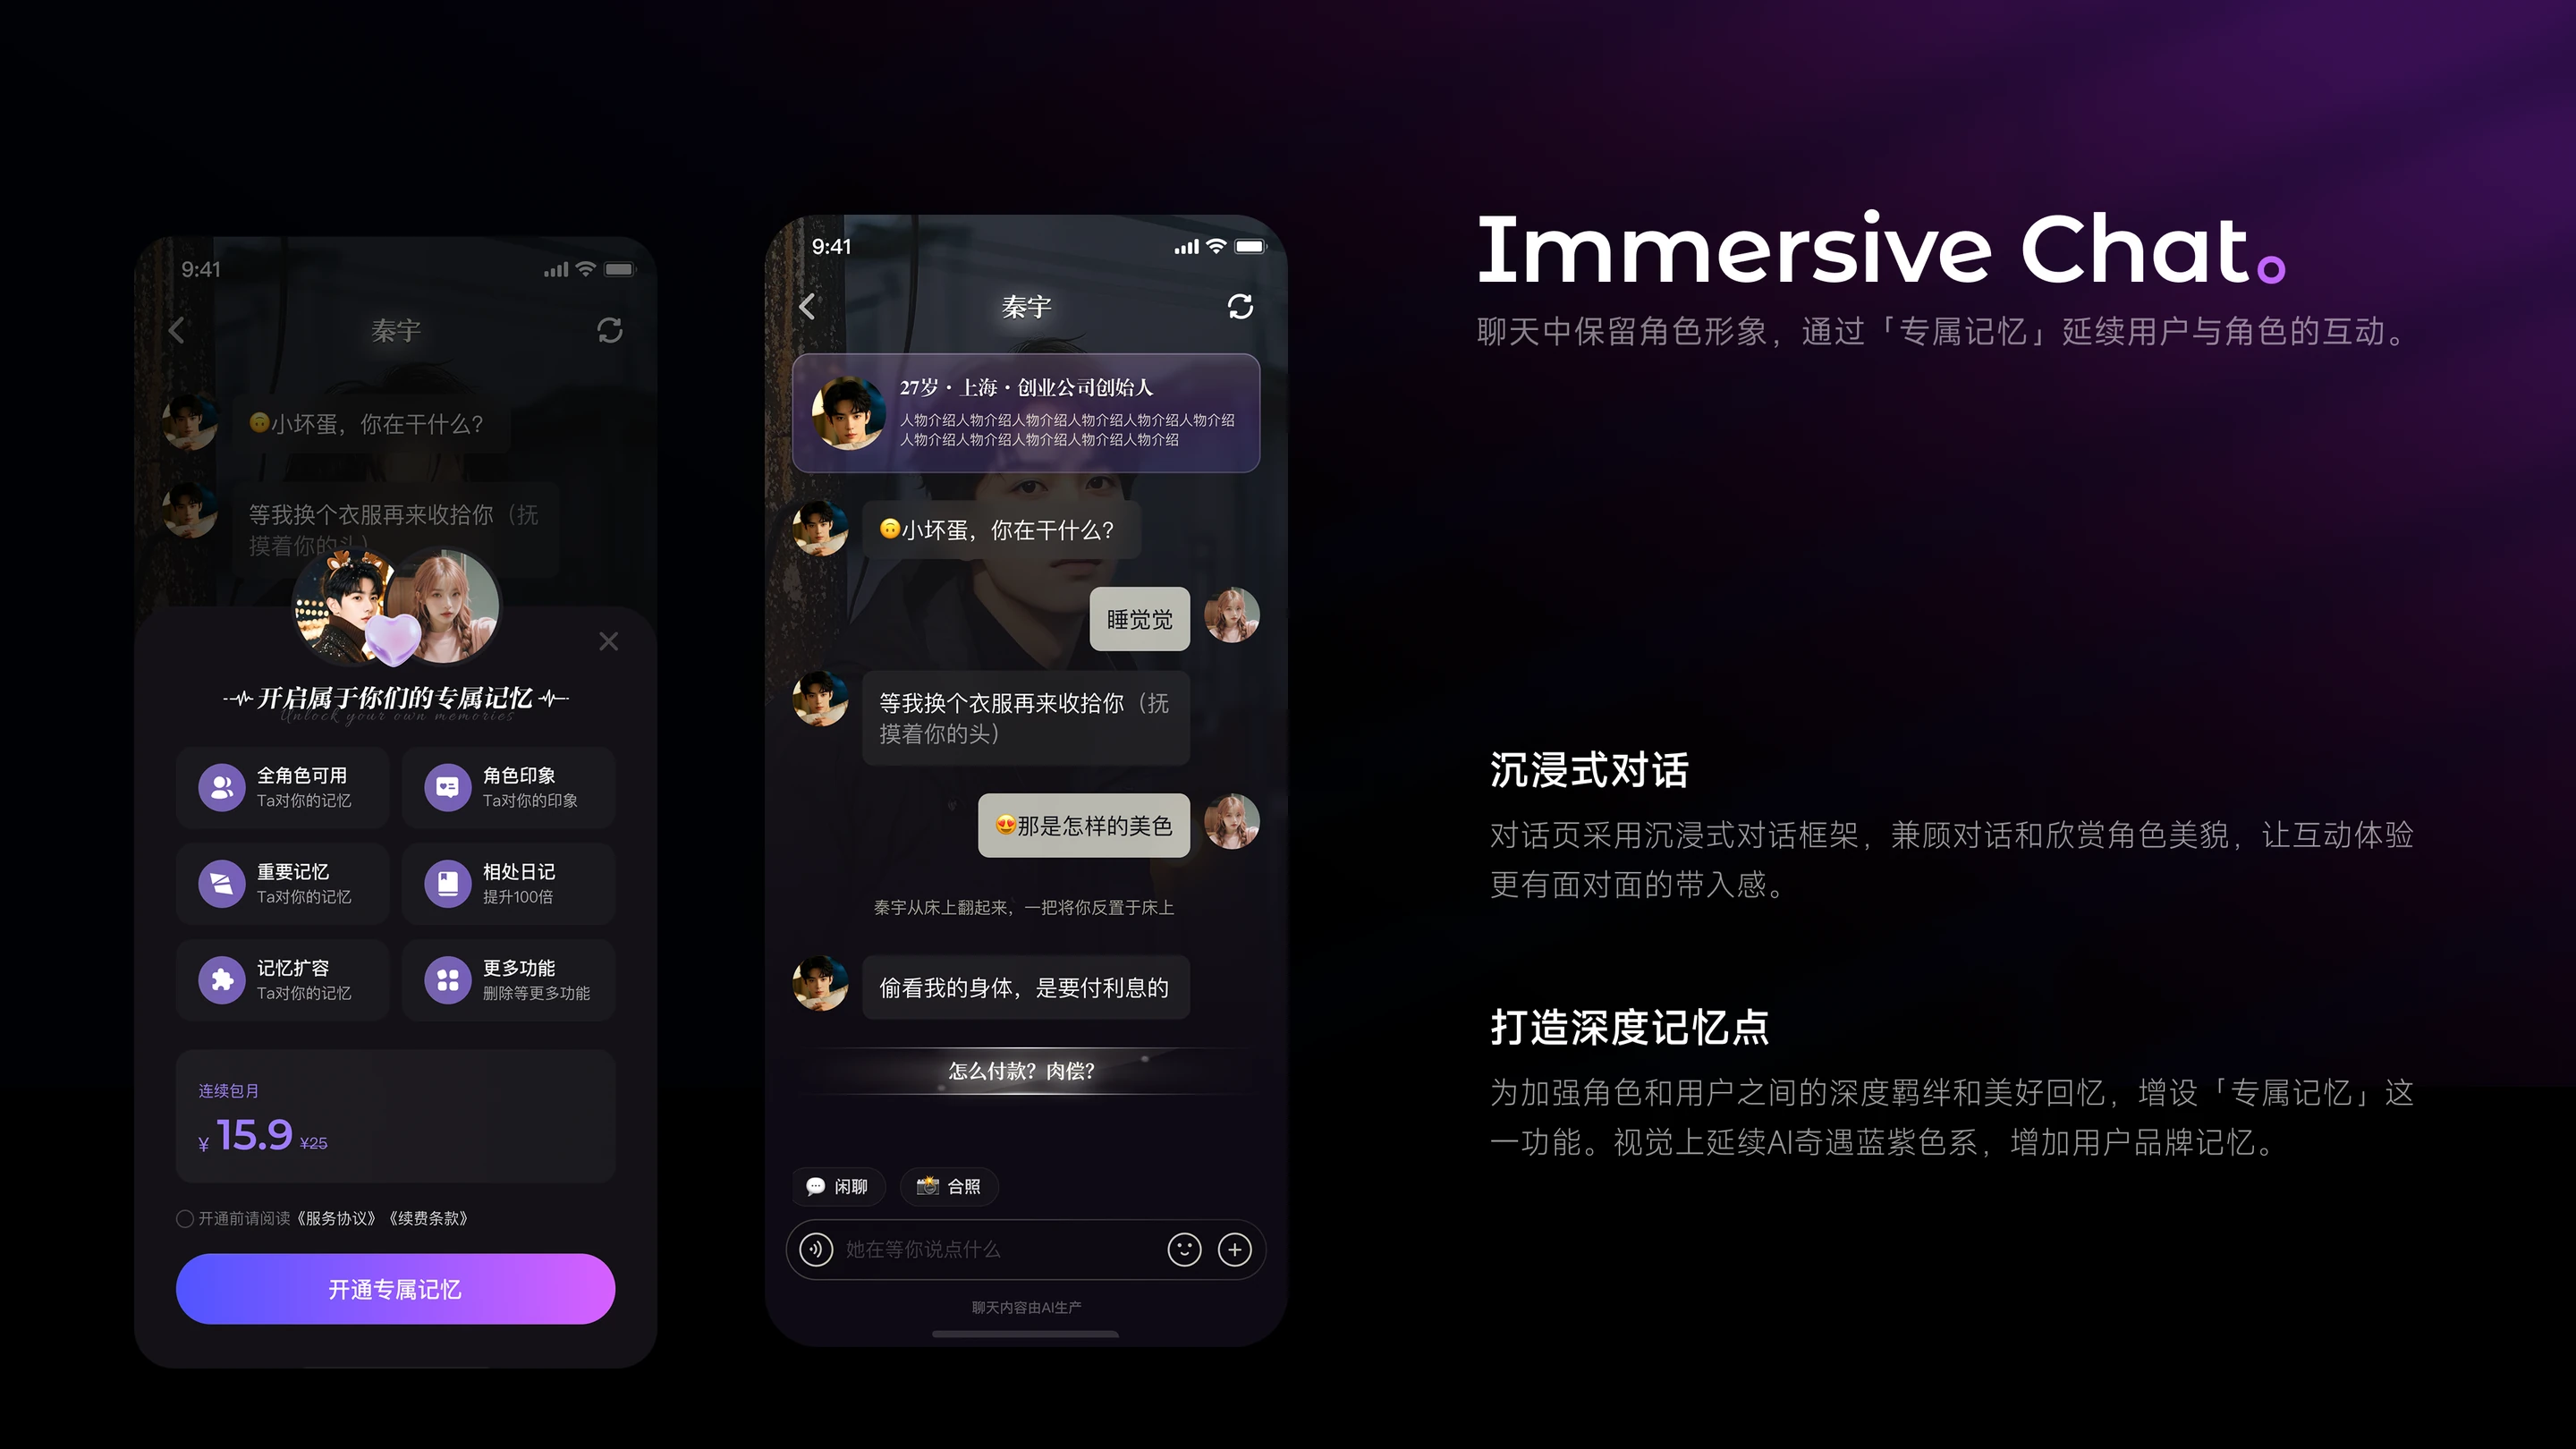 9:41
秦宇
🙃小坏蛋，你在干什么？
等我换个衣服再来收拾你（抚
摸着你的头）
开启属于你们的专属记忆
Unlock your own memories
全角色可用
Ta对你的记忆
角色印象
Ta对你的印象
重要记忆
Ta对你的记忆
相处日记
提升100倍
记忆扩容
Ta对你的记忆
更多功能
删除等更多功能
连续包月
¥ 15.9 ¥25
开通前请阅读《服务协议》《续费条款》
开通专属记忆
9:41
秦宇
27岁·上海·创业公司创始人
人物介绍人物介绍人物介绍人物介绍人物介绍人物介绍
人物介绍人物介绍人物介绍人物介绍人物介绍
🙃小坏蛋，你在干什么？
睡觉觉
等我换个衣服再来收拾你（抚
摸着你的头）
😍那是怎样的美色
秦宇从床上翻起来，一把将你反置于床上
偷看我的身体，是要付利息的
怎么付款？肉偿？
闲聊
合照
她在等你说点什么
聊天内容由AI生产
Immersive Chat
聊天中保留角色形象，通过「专属记忆」延续用户与角色的互动。
沉浸式对话
对话页采用沉浸式对话框架，兼顾对话和欣赏角色美貌，让互动体验
更有面对面的带入感。
打造深度记忆点
为加强角色和用户之间的深度羁绊和美好回忆，增设「专属记忆」这
一功能。视觉上延续AI奇遇蓝紫色系，增加用户品牌记忆。